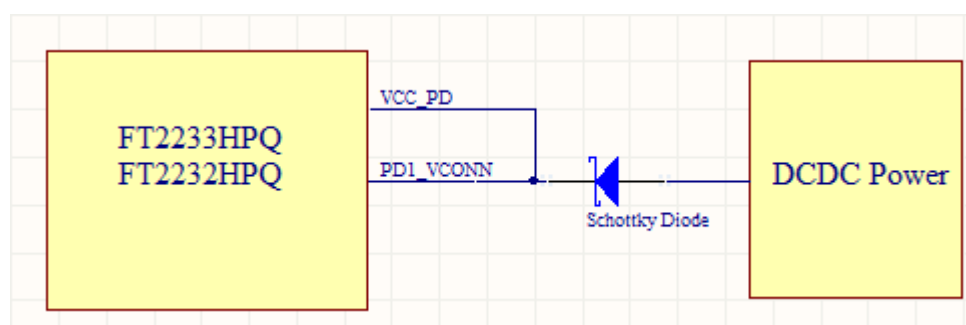 VCC_PD
FT2233HPQ
FT2232HPQ
PD1_VCONN
DCDC Power
Schottky Diode